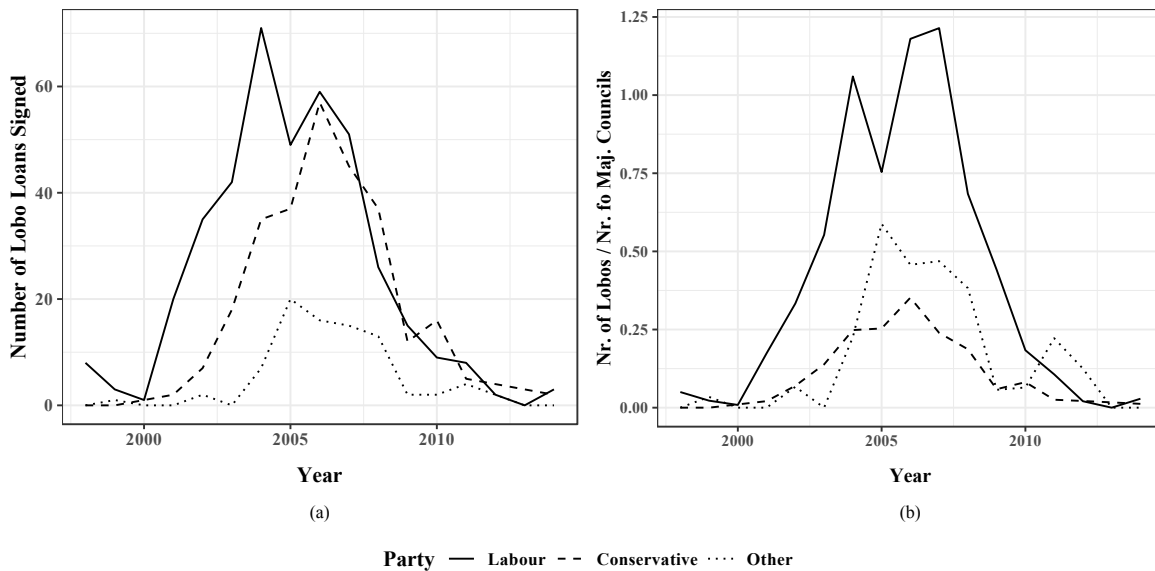 Number of Lobo Loans Signed
60
40
20
0
2000
2005
2010
Year
(a)
Nr. of Lobos / Nr. fo Maj. Councils
1.25
1.00
0.75
0.50
0.25
0.00
2000
2005
2010
Year
(b)
Party Labour Conservative Other